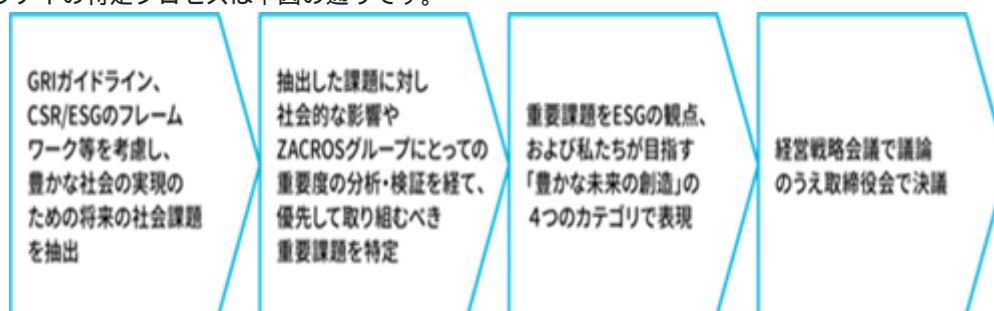 GRIガイドライン、
CSR/ESGのフレーム
ワーク等を考慮し、
豊かな社会の実現の
ための将来の社会課題
を抽出
抽出した課題に対し
社会的な影響や
ZACROSグループにとっての
重要度の分析・検証を経て、
優先して取り組むべき
重要課題を特定
重要課題をESGの観点、
および私たちが目指す
「豊かな未来の創造」の
4つのカテゴリで表現
経営戦略会議で議論
のうえ取締役会で決議